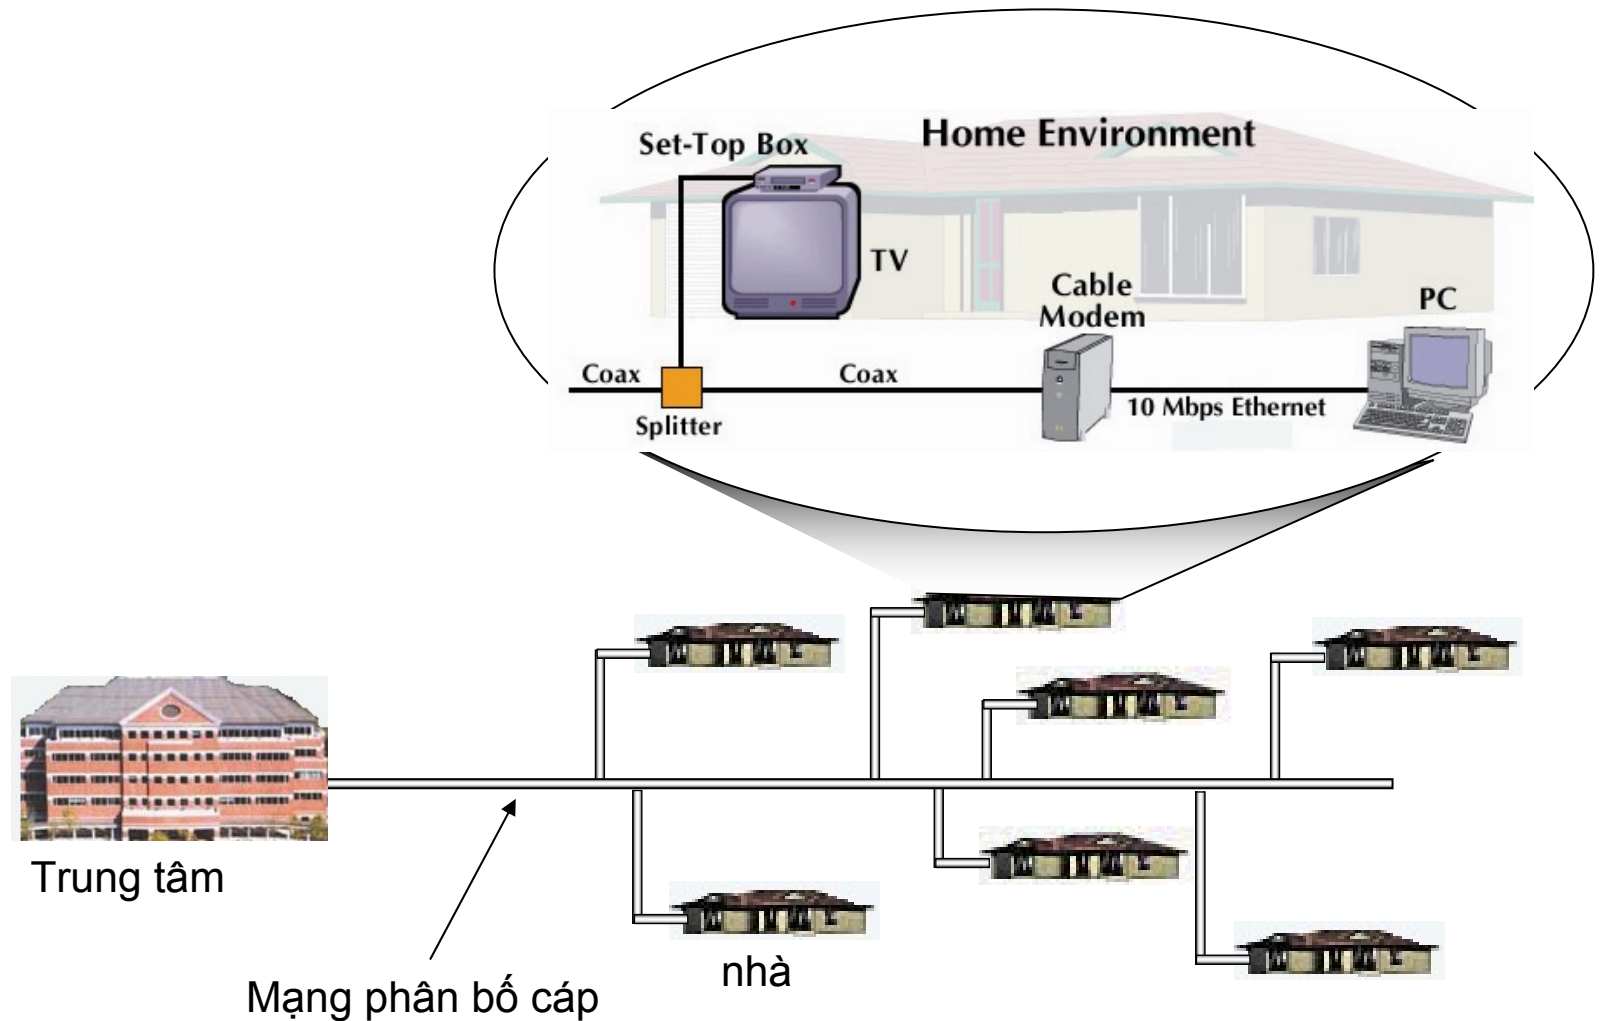 Home Environment
Set-Top Box
TV
Cable
Modem
PC
Coax
Coax
10 Mbps Ethernet
Splitter
Trung tâm
nhà
Mạng phân bố cáp